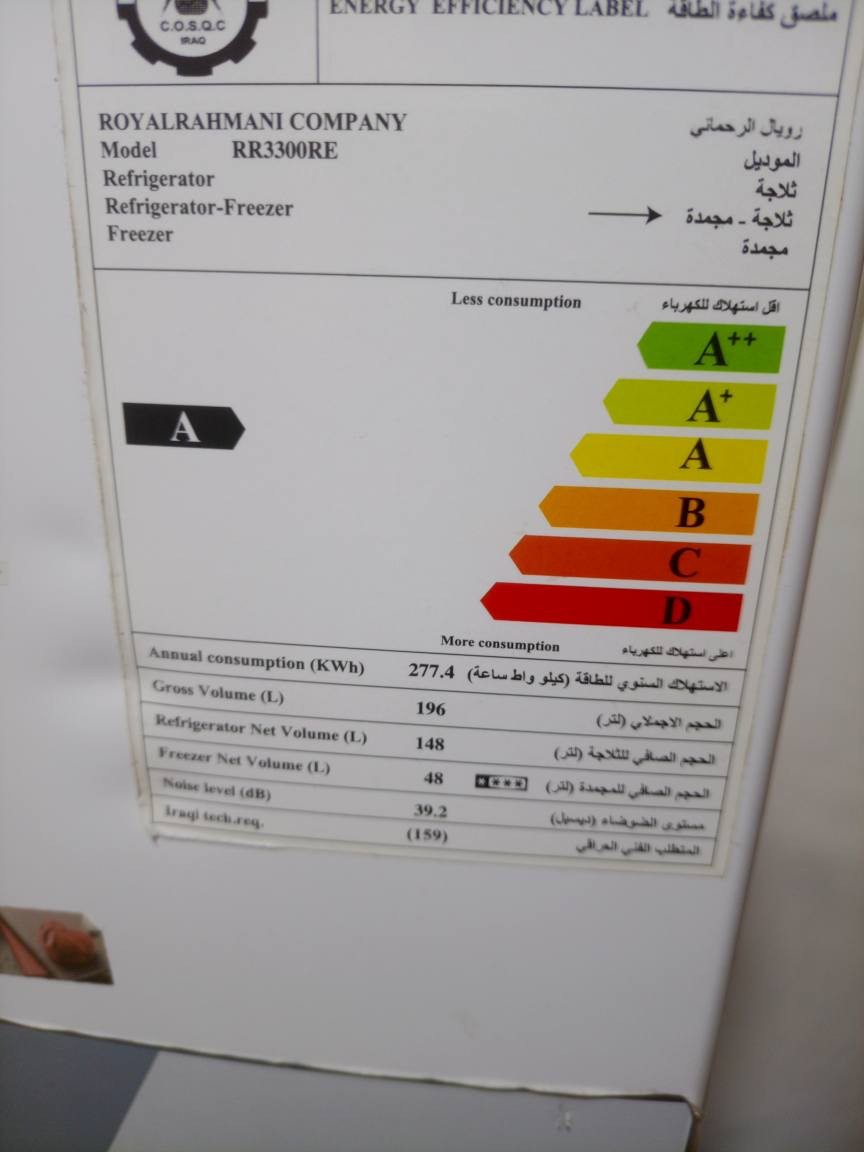 C.O.S.Q.C
IRAQ
ENERGY EFFICIENCY LABEL ملصق كفاءة الطاقة
ROYALRAHMANI COMPANY رويال الرحماني
Model RR3300RE الموديل
Refrigerator ثلاجة
Refrigerator-Freezer ثلاجة - مجمدة
Freezer مجمدة
Less consumption اقل استهلاك للكهرباء
A++
A+
A
A
B
C
D
More consumption اعلى استهلاك للكهرباء
Annual consumption (KWh) 277.4 الاستهلاك السنوي للطاقة (كيلو واط ساعة)
Gross Volume (L) 196 الحجم الاجمالي (لتر)
Refrigerator Net Volume (L) 148 الحجم الصافي للثلاجة (لتر)
Freezer Net Volume (L) 48 الحجم الصافي للمجمدة (لتر)
Noise level (dB) 39.2 مستوى الضوضاء (ديسبل)
Iraqi tech.req. (159) المتطلب الفني العراقي